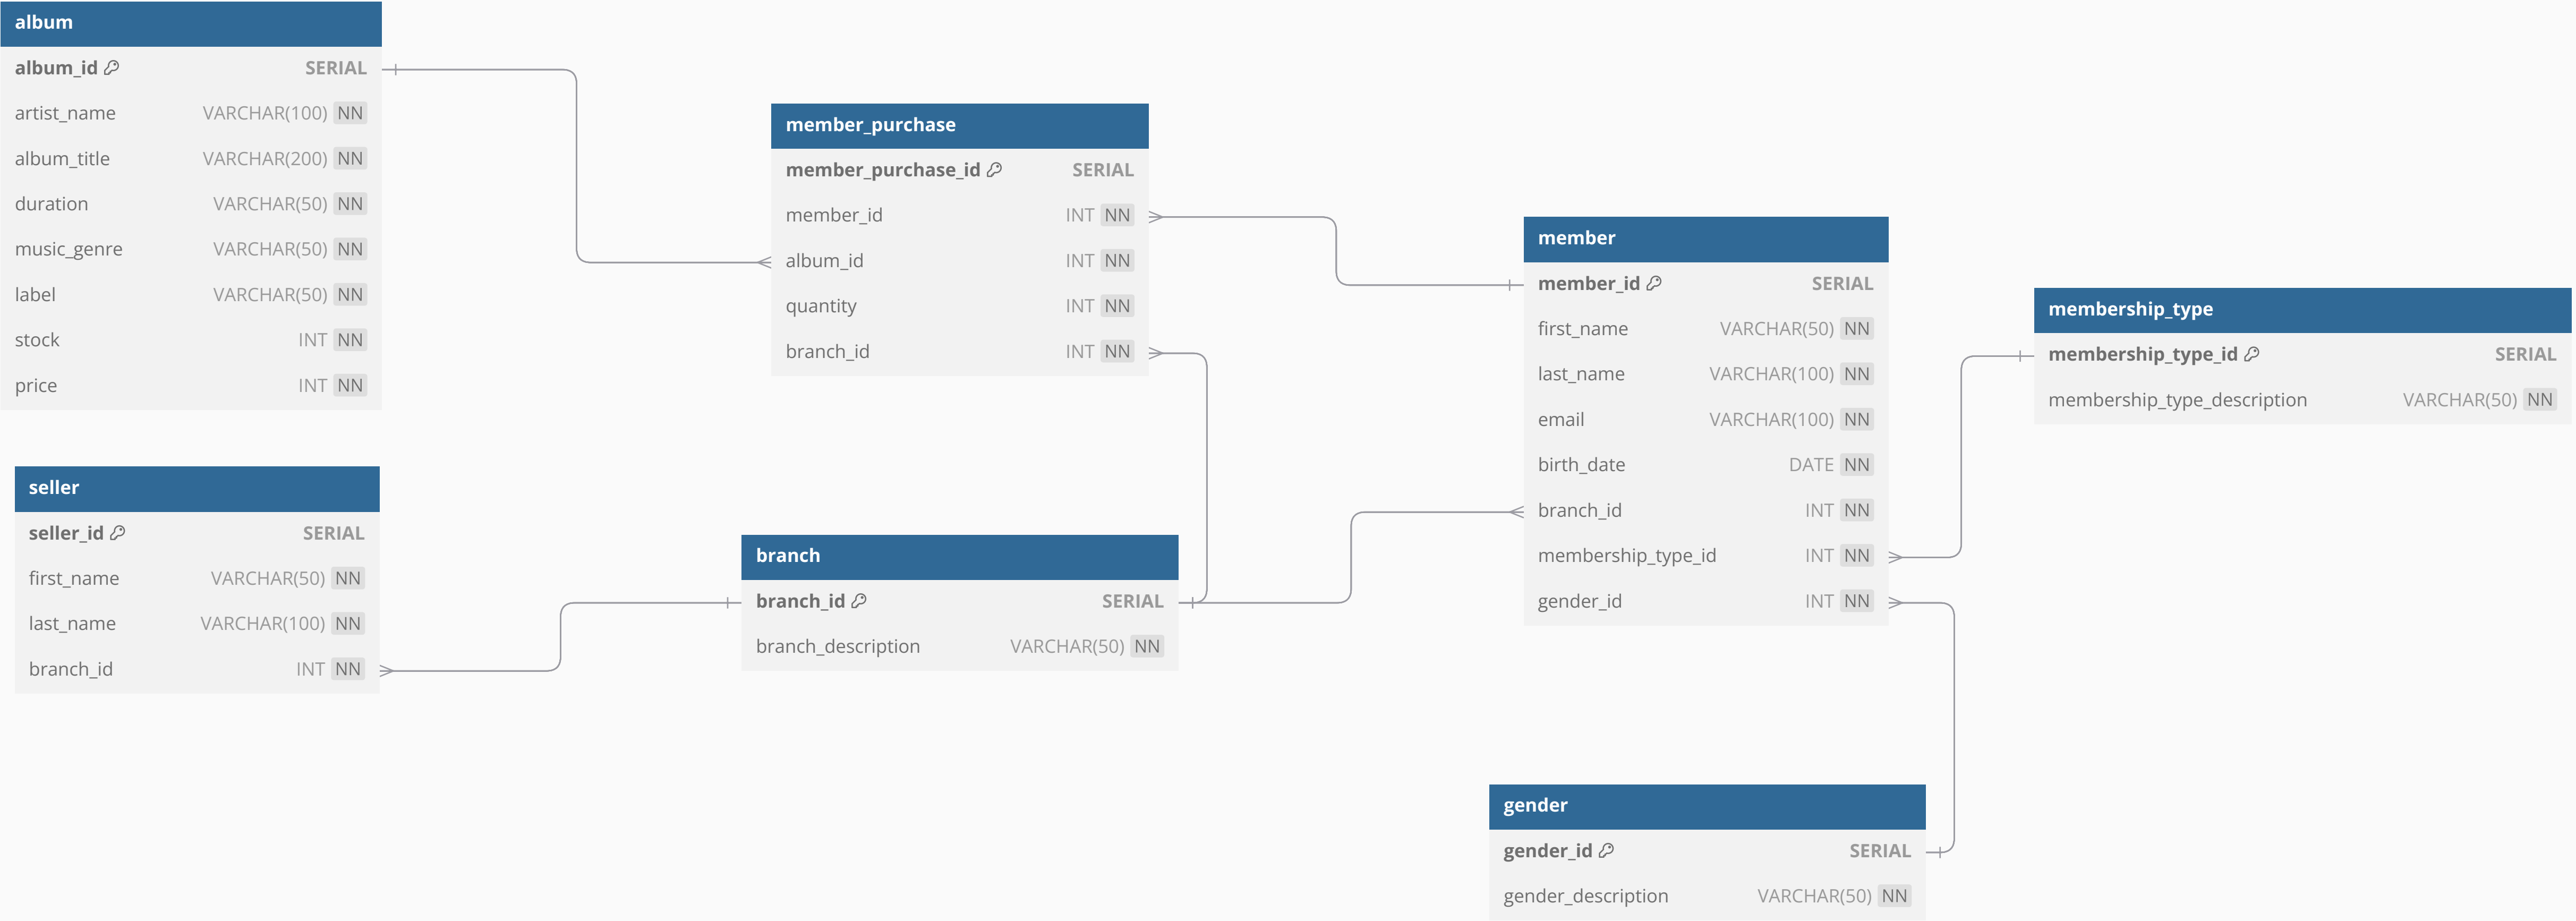 album
album_id SERIAL
artist_name VARCHAR(100) NN
album_title VARCHAR(200) NN
duration VARCHAR(50) NN
music_genre VARCHAR(50) NN
label VARCHAR(50) NN
stock INT NN
price INT NN
member_purchase
member_purchase_id SERIAL
member_id INT NN
album_id INT NN
quantity INT NN
branch_id INT NN
member
member_id SERIAL
first_name VARCHAR(50) NN
last_name VARCHAR(100) NN
email VARCHAR(100) NN
birth_date DATE NN
branch_id INT NN
membership_type_id INT NN
gender_id INT NN
membership_type
membership_type_id SERIAL
membership_type_description VARCHAR(50) NN
seller
seller_id SERIAL
first_name VARCHAR(50) NN
last_name VARCHAR(100) NN
branch_id INT NN
branch
branch_id SERIAL
branch_description VARCHAR(50) NN
gender
gender_id SERIAL
gender_description VARCHAR(50) NN